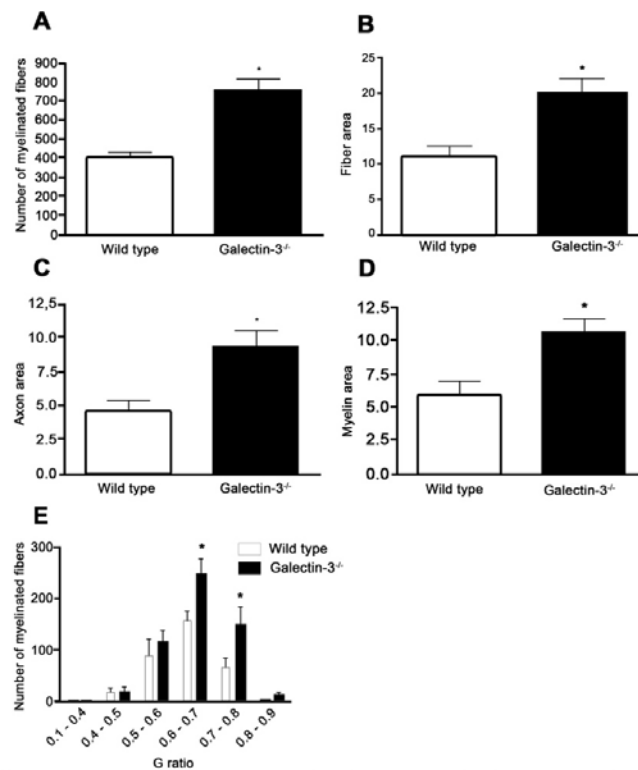 A
Number of myelinated fibers
900
800
700
600
500
400
300
200
100
0
*
Wild type
Galectin-3-/-
B
Fiber area
25
20
15
10
5
0
*
Wild type
Galectin-3-/-
C
Axon area
12,5
10.0
7.5
5.0
2.5
0.0
*
Wild type
Galectin-3-/-
D
Myelin area
12.5
10.0
7.5
5.0
2.5
0.0
*
Wild type
Galectin-3-/-
E
Number of myelinated fibers
300
200
100
0
*
*
Wild type
Galectin-3-/-
0.1 - 0.4
0.4 - 0.5
0.5 - 0.6
0.6 - 0.7
0.7 - 0.8
0.8 - 0.9
G ratio